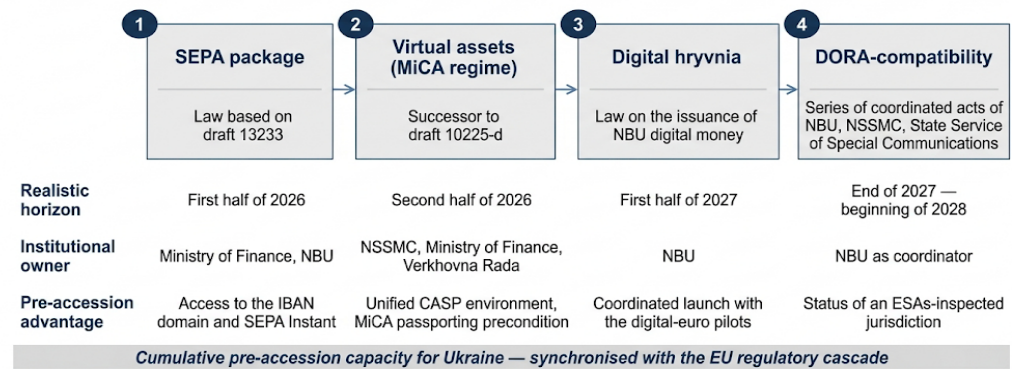 1
SEPA package
Law based on
draft 13233
2
Virtual assets
(MiCA regime)
Successor to
draft 10225-d
3
Digital hryvnia
Law on the issuance of
NBU digital money
4
DORA-compatibility
Series of coordinated acts of
NBU, NSSMC, State Service
of Special Communications
Realistic
horizon
First half of 2026
Second half of 2026
First half of 2027
End of 2027 —
beginning of 2028
Institutional
owner
Ministry of Finance, NBU
NSSMC, Ministry of Finance,
Verkhovna Rada
NBU
NBU as coordinator
Pre-accession
advantage
Access to the IBAN
domain and SEPA Instant
Unified CASP environment,
MiCA passporting precondition
Coordinated launch with
the digital-euro pilots
Status of an ESAs-inspected
jurisdiction
Cumulative pre-accession capacity for Ukraine — synchronised with the EU regulatory cascade